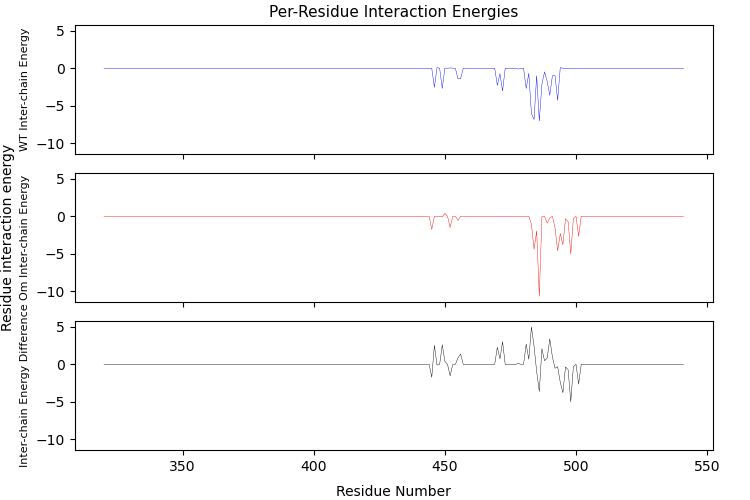 Per-Residue Interaction Energies
Residue interaction energy
WT Inter-chain Energy
5
0
−5
−10
Om Inter-chain Energy
5
0
−5
−10
Inter-chain Energy Difference
5
0
−5
−10
350
400
450
500
550
Residue Number